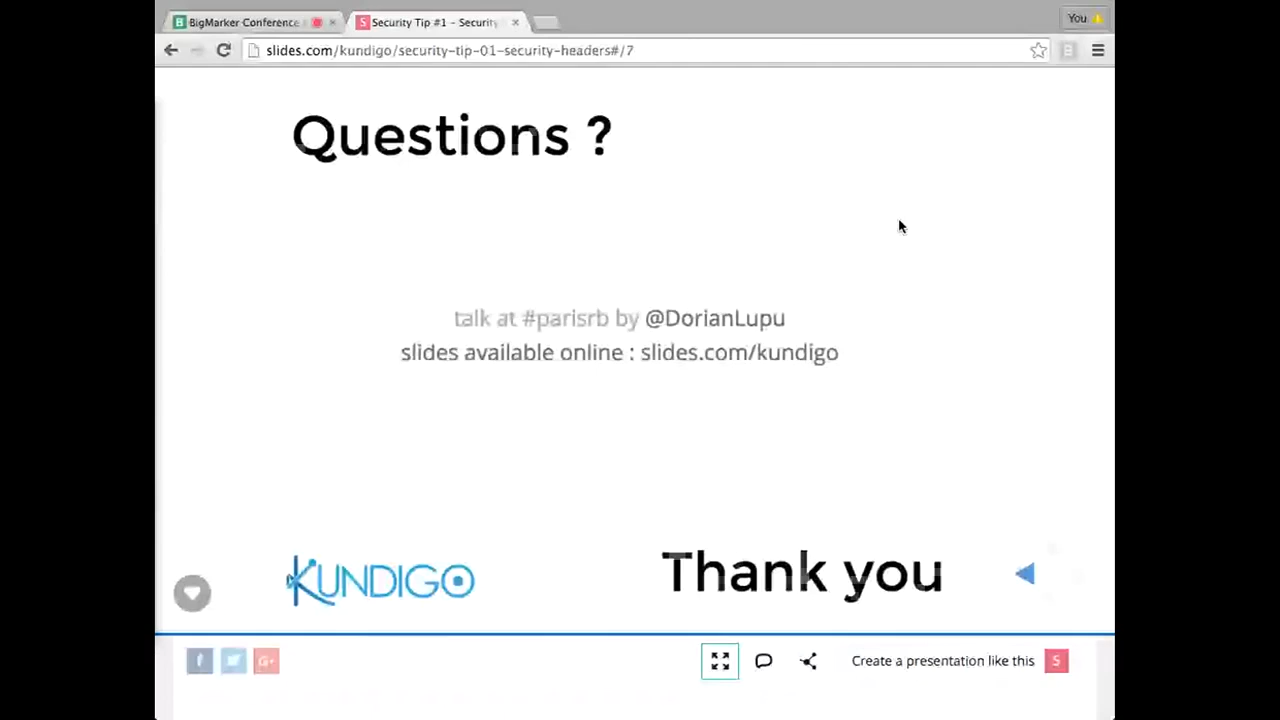 BigMarker Conference
Security Tip #1 - Security
You
slides.com/kundigo/security-tip-01-security-headers#/7
Questions ?
talk at #parisrb by @DorianLupu
slides available online : slides.com/kundigo
KUNDIGO
Thank you
G+
Create a presentation like this
S